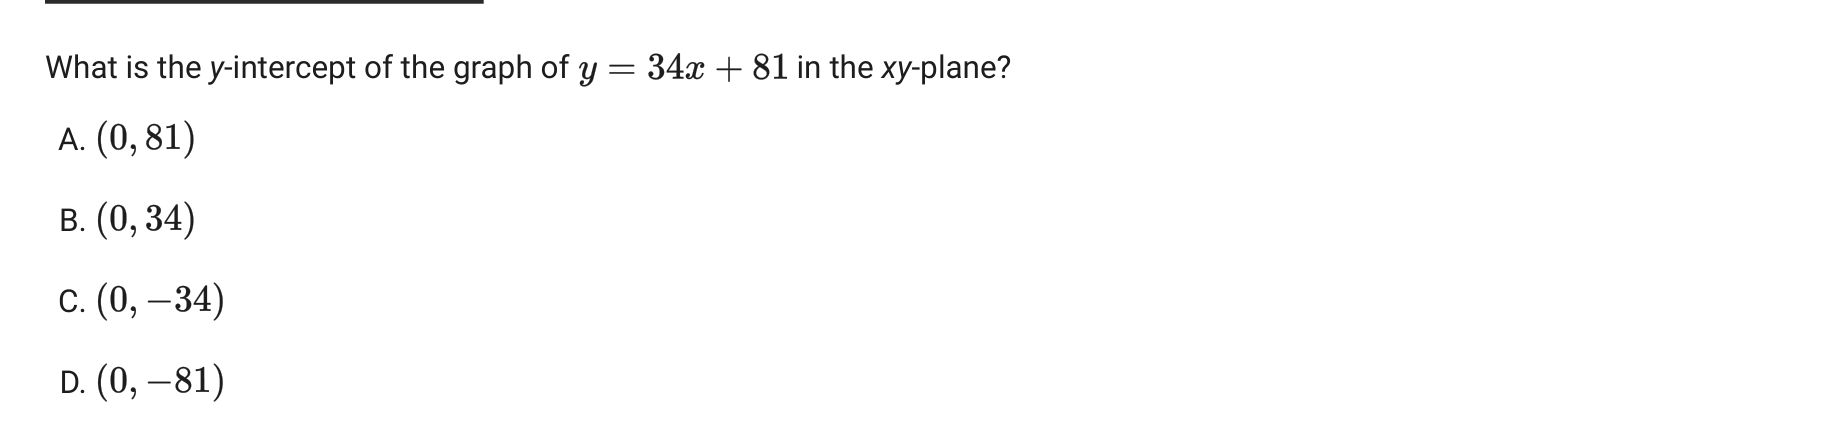 What is the y-intercept of the graph of y = 34x + 81 in the xy-plane?
A. (0, 81)
B. (0, 34)
C. (0, −34)
D. (0, −81)